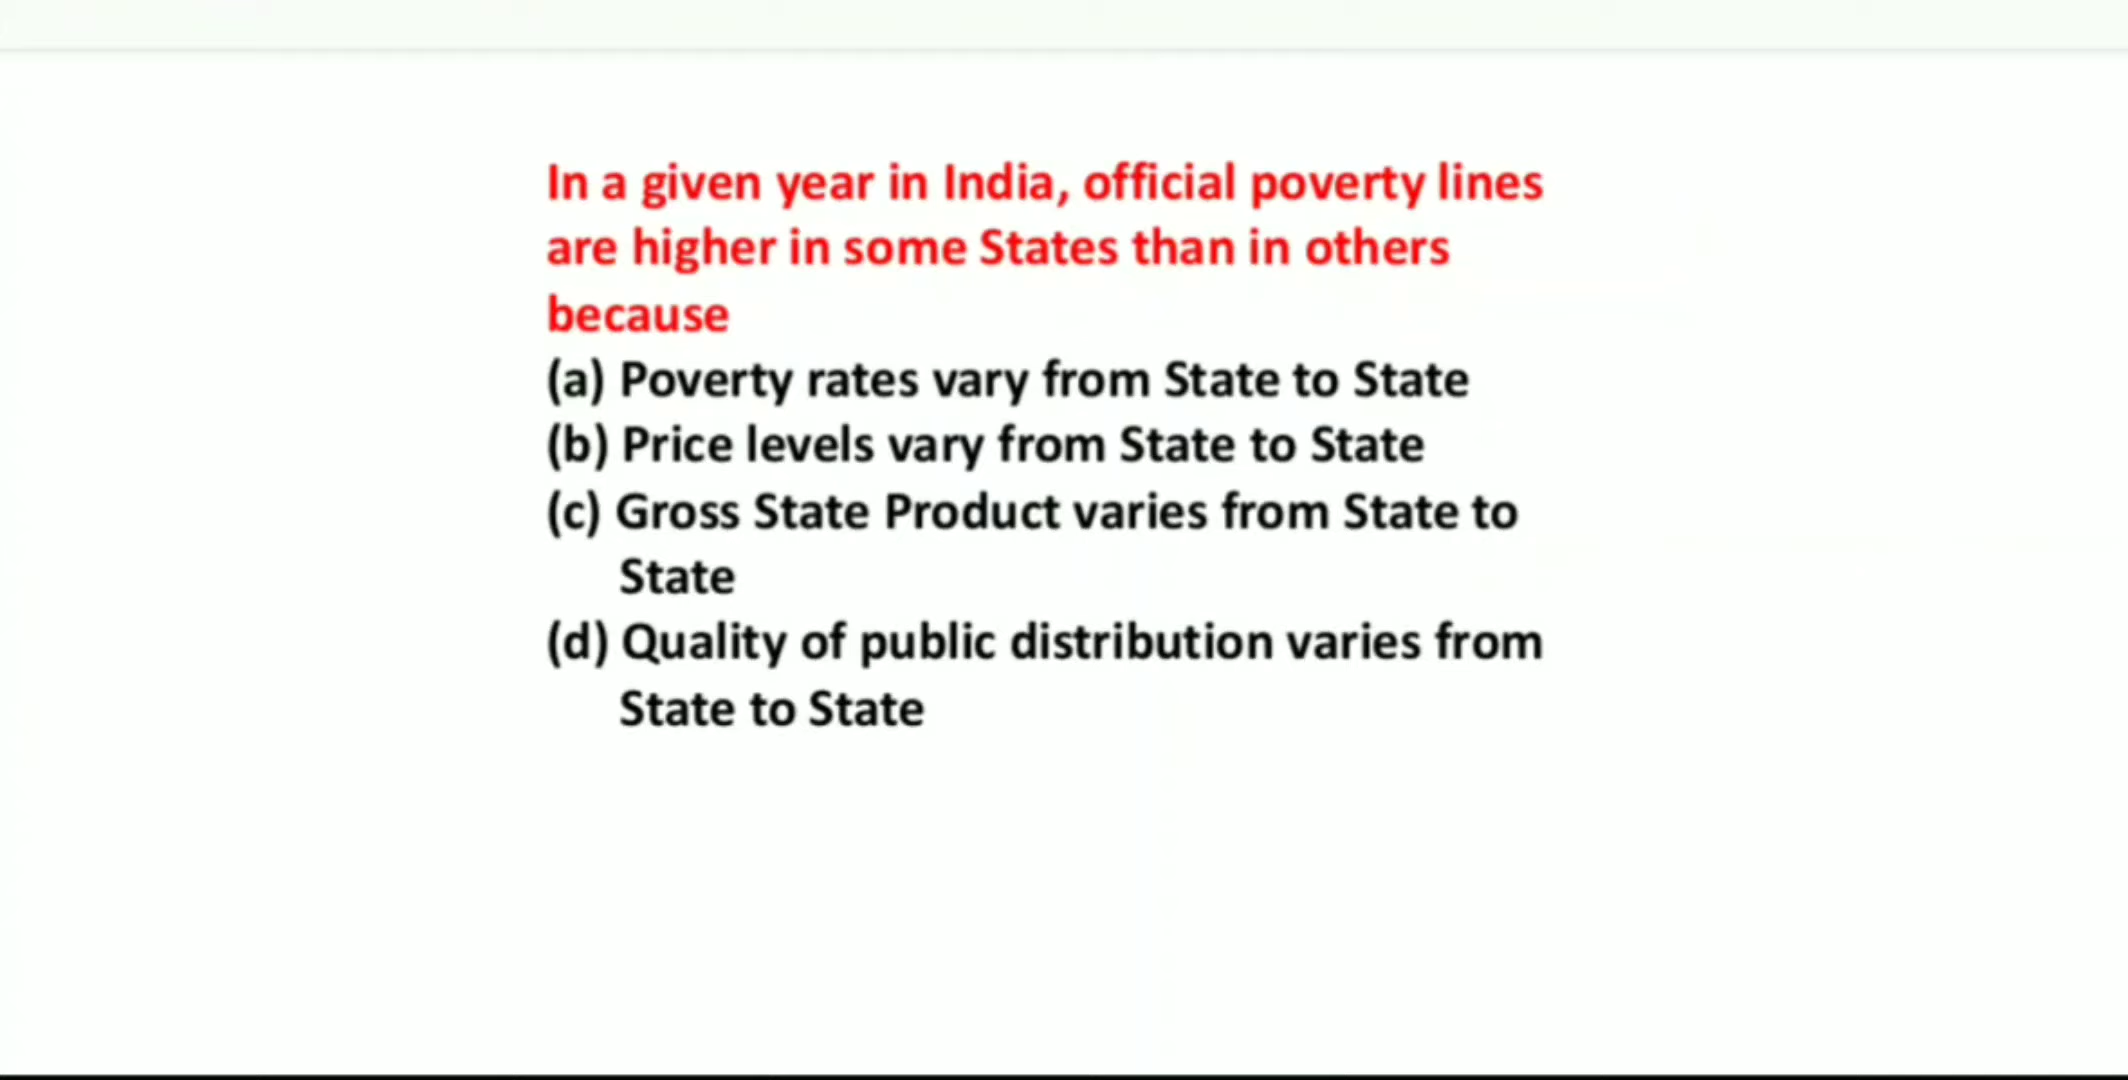 In a given year in India, official poverty lines
are higher in some States than in others
because
(a) Poverty rates vary from State to State
(b) Price levels vary from State to State
(c) Gross State Product varies from State to
State
(d) Quality of public distribution varies from
State to State